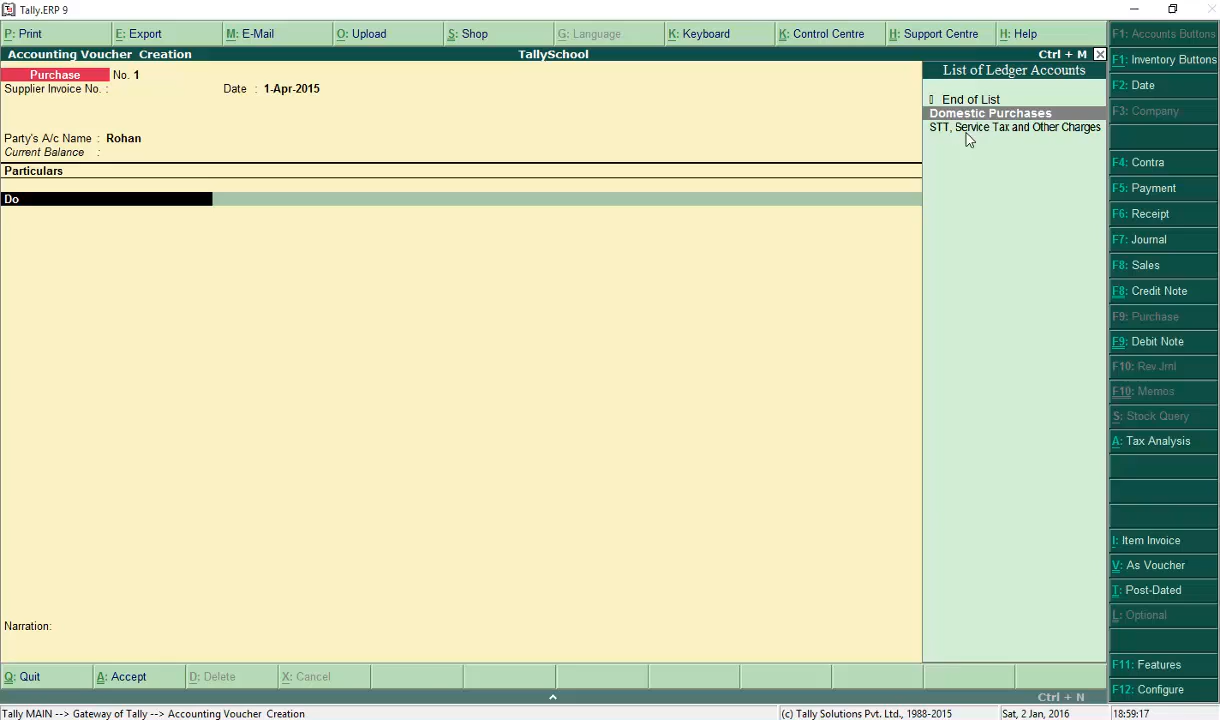 Tally.ERP 9
P: Print E: Export M: E-Mail O: Upload S: Shop G: Language K: Keyboard K: Control Centre H: Support Centre H: Help
Accounting Voucher Creation TallySchool Ctrl + M
Purchase No. 1
Supplier Invoice No. : Date : 1-Apr-2015
Party's A/c Name : Rohan
Current Balance :
Particulars
Do
Narration:
List of Ledger Accounts
End of List
Domestic Purchases
STT, Service Tax and Other Charges
F1: Accounts Buttons
F1: Inventory Buttons
F2: Date
F3: Company
F4: Contra
F5: Payment
F6: Receipt
F7: Journal
F8: Sales
F8: Credit Note
F9: Purchase
F9: Debit Note
F10: Rev Jrnl
F10: Memos
S: Stock Query
A: Tax Analysis
I: Item Invoice
V: As Voucher
T: Post-Dated
L: Optional
F11: Features
F12: Configure
Q: Quit A: Accept D: Delete X: Cancel
Ctrl + N
Tally MAIN --> Gateway of Tally --> Accounting Voucher Creation (c) Tally Solutions Pvt. Ltd., 1988-2015 Sat, 2 Jan, 2016 18:59:17